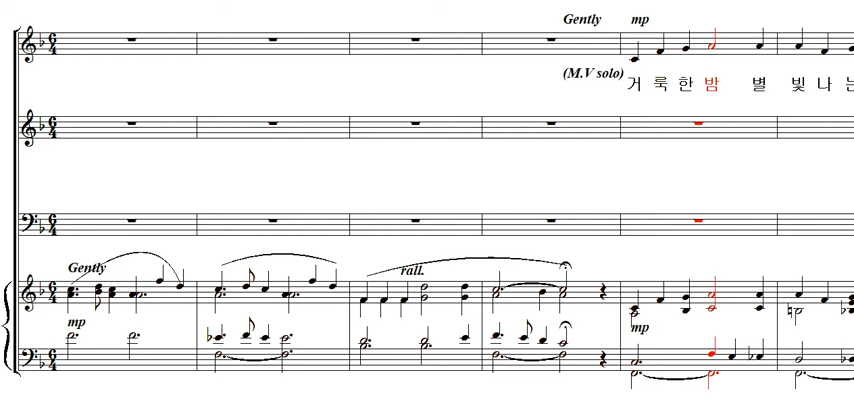 Gently mp
(M.V solo)
거 룩 한 밤 별 빛 나 는
Gently
rall.
mp
mp